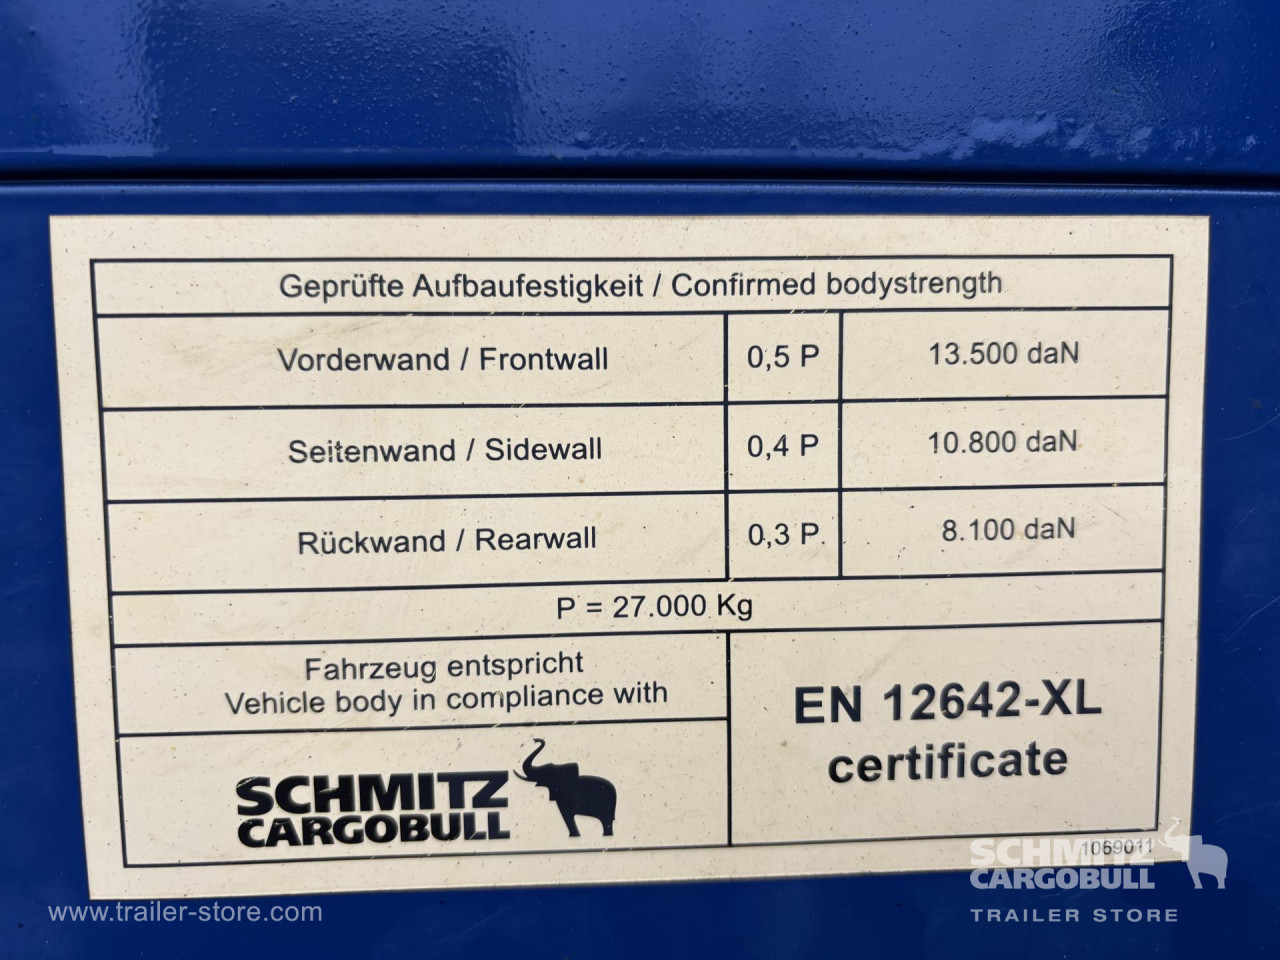 Geprüfte Aufbaufestigkeit / Confirmed bodystrength
Vorderwand / Frontwall 0,5 P 13.500 daN
Seitenwand / Sidewall 0,4 P 10.800 daN
Rückwand / Rearwall 0,3 P 8.100 daN
P = 27.000 Kg
Fahrzeug entspricht
Vehicle body in compliance with
EN 12642-XL
certificate
SCHMITZ
CARGOBULL
1069011
www.trailer-store.com
SCHMITZ
CARGOBULL
TRAILER STORE